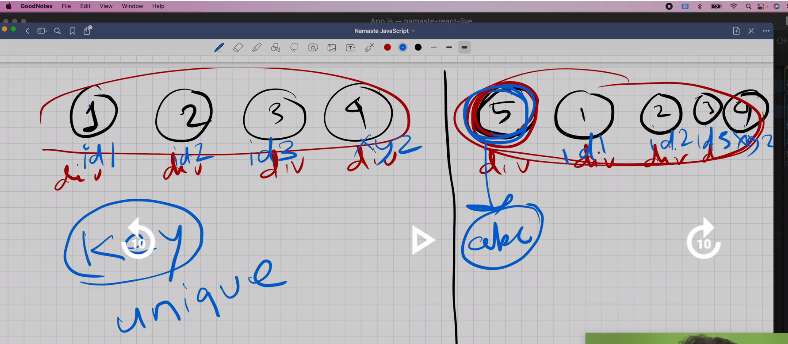 GoodNotes File Edit View Window Help
App.js — namaste-react-live
Namaste JavaScript
1 2 3 4
5 1 2 3 4
id1 id2 id3 xyz
div div div div
id1 id2 id3 xyz
div div div d
key
10
10
abc
unique